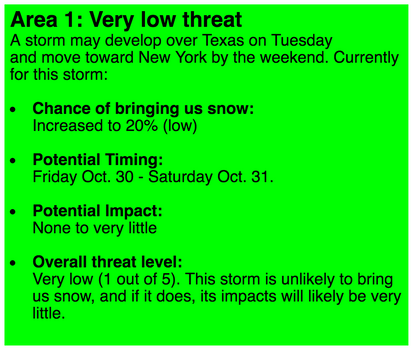 Area 1: Very low threat
A storm may develop over Texas on Tuesday
and move toward New York by the weekend. Currently
for this storm:
• Chance of bringing us snow:
Increased to 20% (low)
• Potential Timing:
Friday Oct. 30 - Saturday Oct. 31.
• Potential Impact:
None to very little
• Overall threat level:
Very low (1 out of 5). This storm is unlikely to bring
us snow, and if it does, its impacts will likely be very
little.